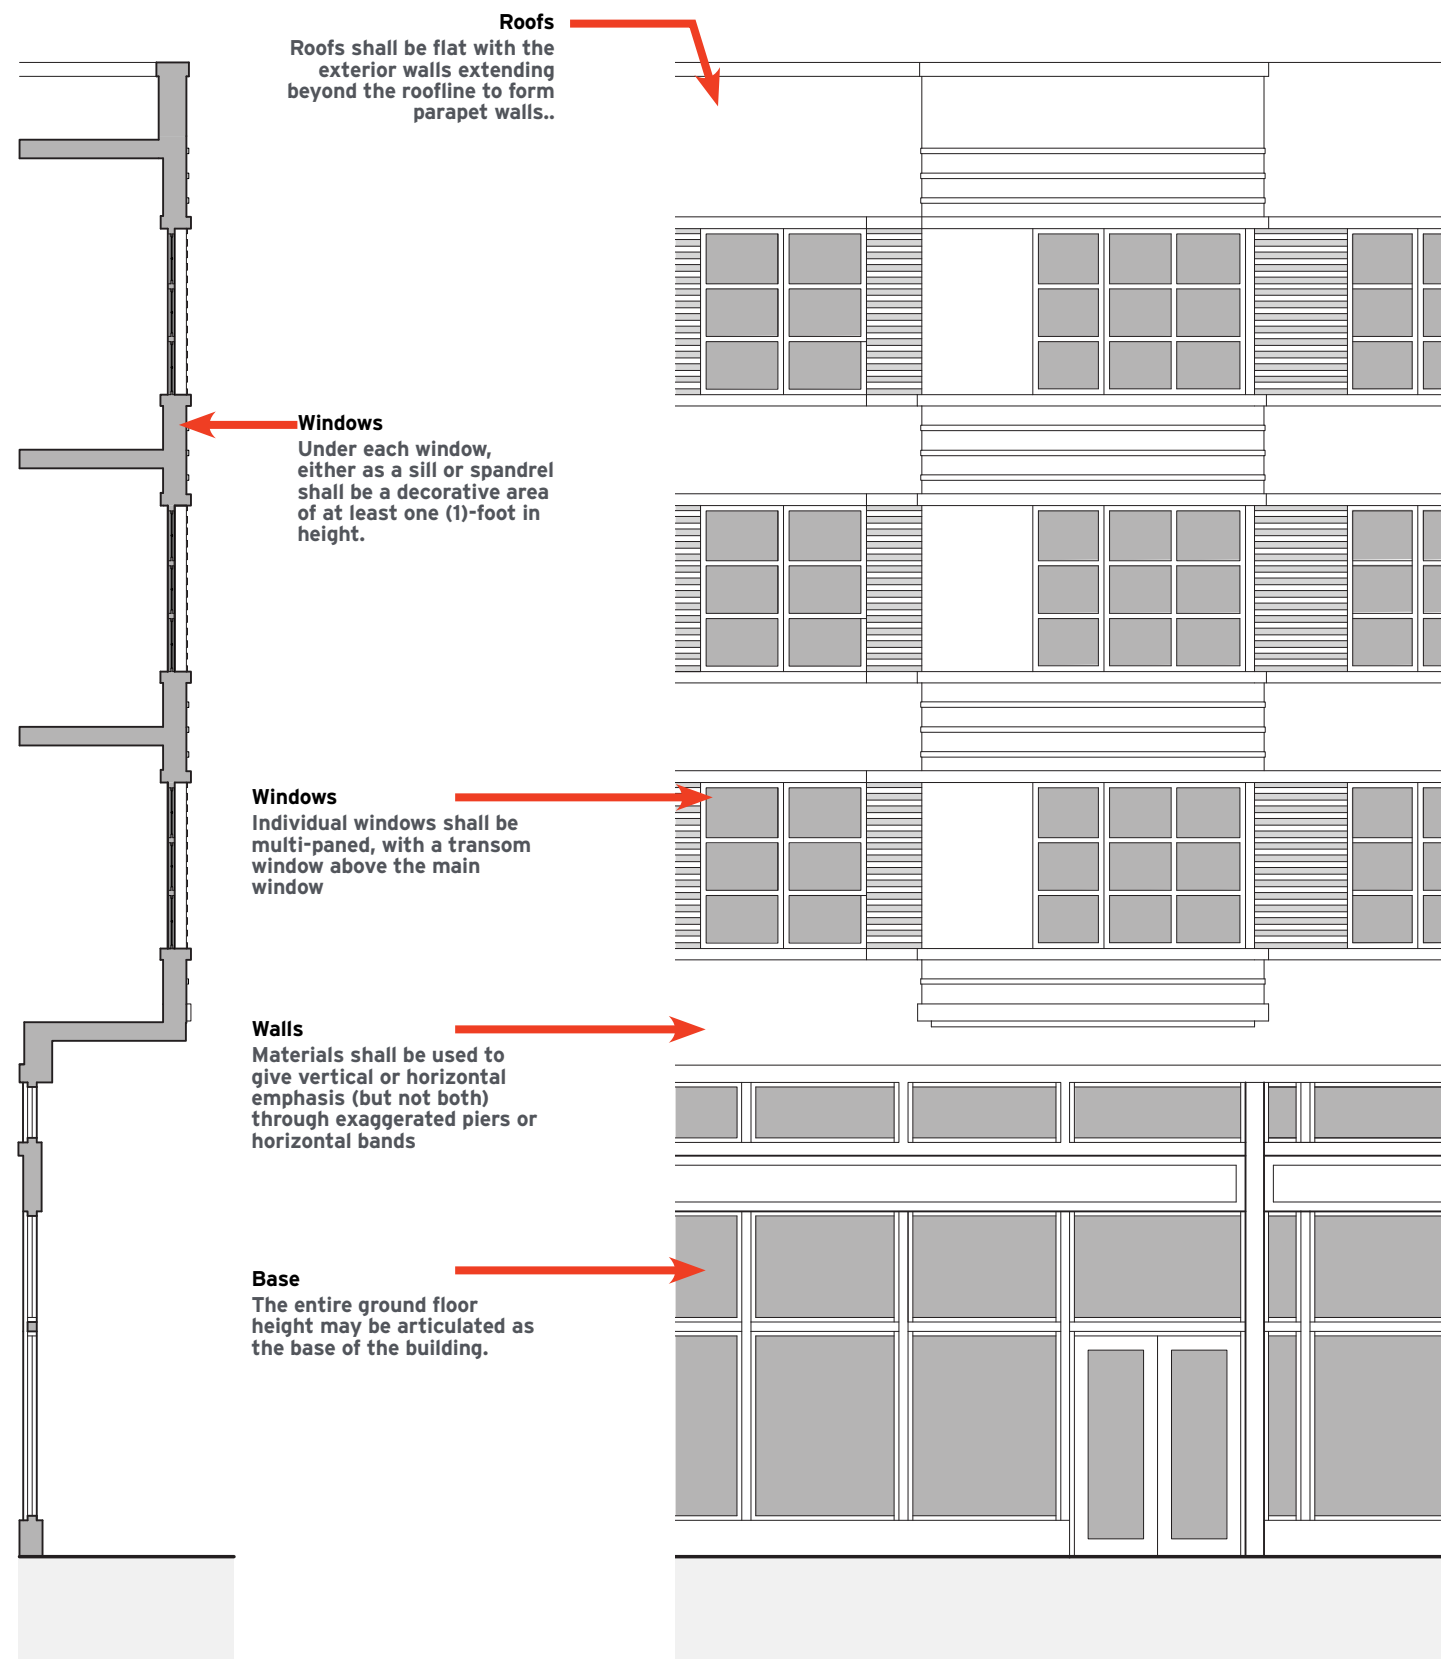 Roofs
Roofs shall be flat with the
exterior walls extending
beyond the roofline to form
parapet walls..
Windows
Under each window,
either as a sill or spandrel
shall be a decorative area
of at least one (1)-foot in
height.
Windows
Individual windows shall be
multi-paned, with a transom
window above the main
window
Walls
Materials shall be used to
give vertical or horizontal
emphasis (but not both)
through exaggerated piers or
horizontal bands
Base
The entire ground floor
height may be articulated as
the base of the building.